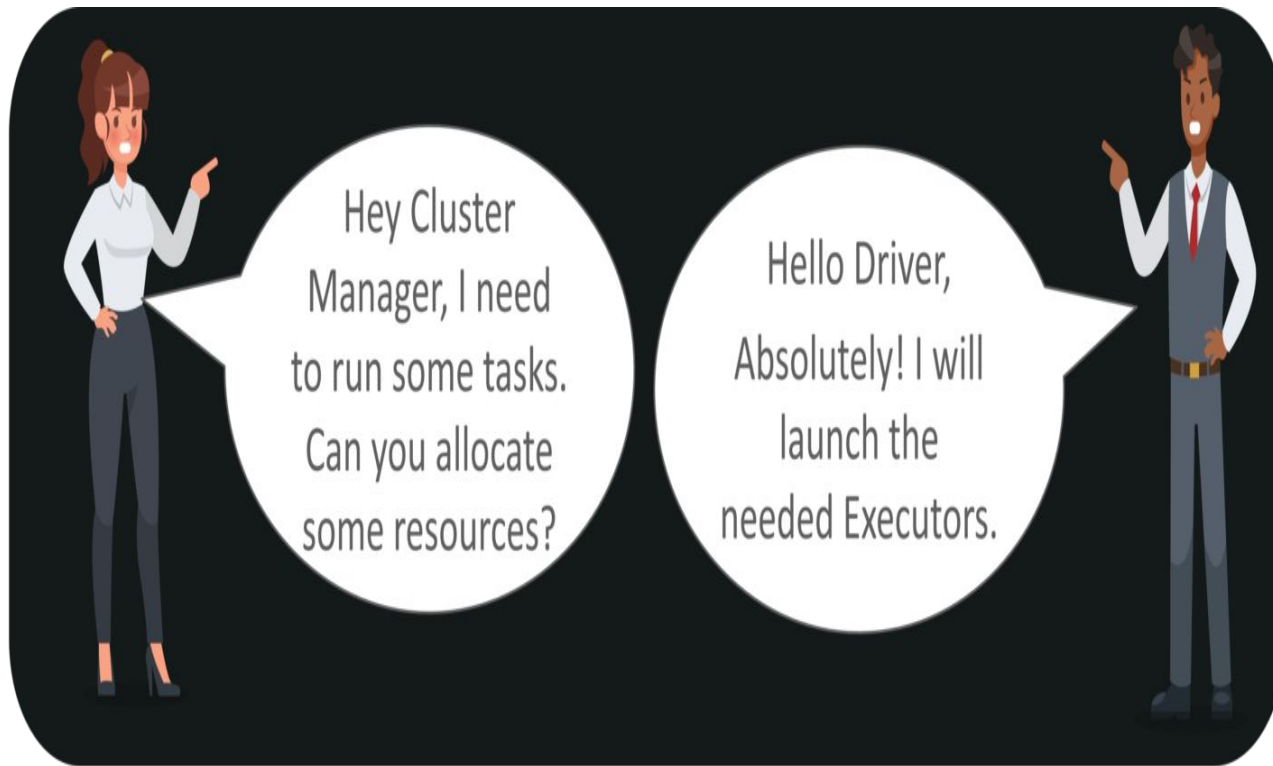 Hey Cluster
Manager, I need
to run some tasks.
Can you allocate
some resources?
Hello Driver,
Absolutely! I will
launch the
needed Executors.